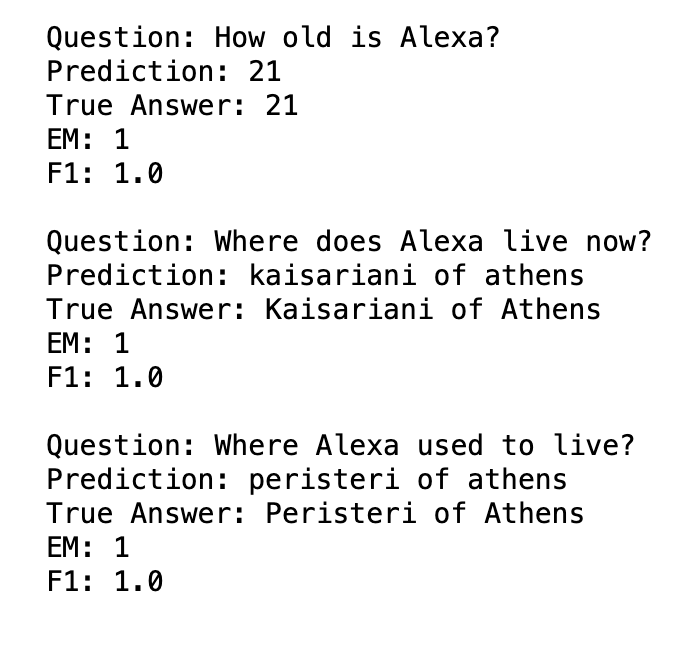 Question: How old is Alexa?
Prediction: 21
True Answer: 21
EM: 1
F1: 1.0
Question: Where does Alexa live now?
Prediction: kaisariani of athens
True Answer: Kaisariani of Athens
EM: 1
F1: 1.0
Question: Where Alexa used to live?
Prediction: peristeri of athens
True Answer: Peristeri of Athens
EM: 1
F1: 1.0